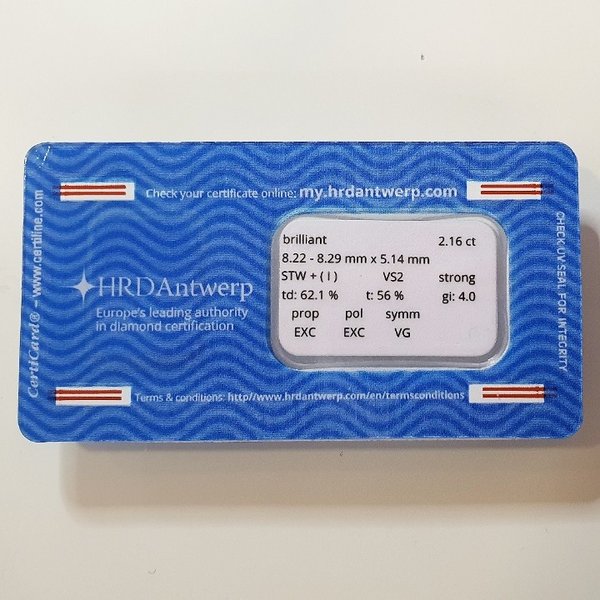 Check your certificate online: my.hrdantwerp.com
CertiCard® - www.certiline.com
HRDAntwerp
Europe's leading authority
in diamond certification
brilliant 2.16 ct
8.22 - 8.29 mm x 5.14 mm
STW + ( I ) VS2 strong
td: 62.1 % t: 56 % gi: 4.0
prop pol symm
EXC EXC VG
CHECK UV SEAL FOR INTEGRITY
Terms & conditions: http//www.hrdantwerp.com/en/termsconditions